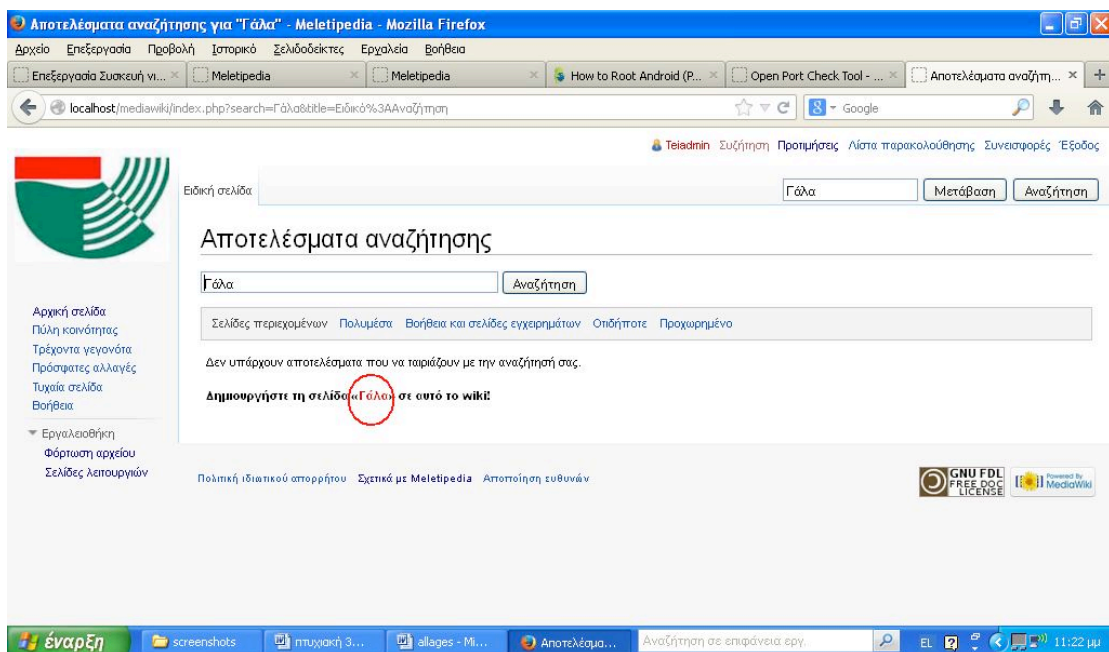 Αποτελέσματα αναζήτησης για "Γάλα" - Meletipedia - Mozilla Firefox
Αρχείο Επεξεργασία Προβολή Ιστορικό Σελιδοδείκτες Εργαλεία Βοήθεια
Επεξεργασία Συσκευή νι... Meletipedia Meletipedia How to Root Android (P... Open Port Check Tool - ... Αποτελέσματα αναζήτη...
localhost/mediawiki/index.php?search=Γάλα&title=Ειδικό%3AΑναζήτηση Google
Teiadmin Συζήτηση Προτιμήσεις Λίστα παρακολούθησης Συνεισφορές Έξοδος
Ειδική σελίδα Γάλα Μετάβαση Αναζήτηση
Αποτελέσματα αναζήτησης
Γάλα Αναζήτηση
Σελίδες περιεχομένων Πολυμέσα Βοήθεια και σελίδες εγχειρημάτων Οτιδήποτε Προχωρημένο
Δεν υπάρχουν αποτελέσματα που να ταιριάζουν με την αναζήτησή σας.
Δημιουργήστε τη σελίδα «Γάλα» σε αυτό το wiki!
Αρχική σελίδα
Πύλη κοινότητας
Τρέχοντα γεγονότα
Πρόσφατες αλλαγές
Τυχαία σελίδα
Βοήθεια
Εργαλειοθήκη
Φόρτωση αρχείου
Σελίδες λειτουργιών
Πολιτική ιδιωτικού απορρήτου Σχετικά με Meletipedia Αποποίηση ευθυνών
GNU FDL
FREE DOC
LICENSE
Powered By
MediaWiki
έναρξη screenshots πτυχιακή 3... allages - Mi... Αποτελέσμα... Αναζήτηση σε επιφάνεια εργ. EL 11:22 μμ